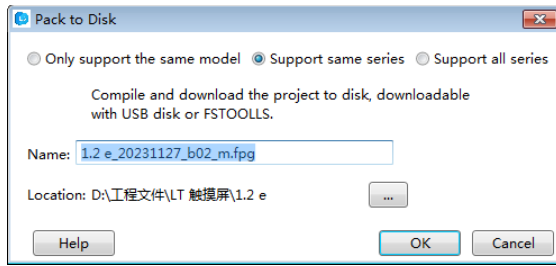 Pack to Disk
Only support the same model Support same series Support all series
Compile and download the project to disk, downloadable
with USB disk or FSTOOLLS.
Name: 1.2 e_20231127_b02_m.fpg
Location: D:\工程文件\LT 触摸屏\1.2 e ...
Help OK Cancel